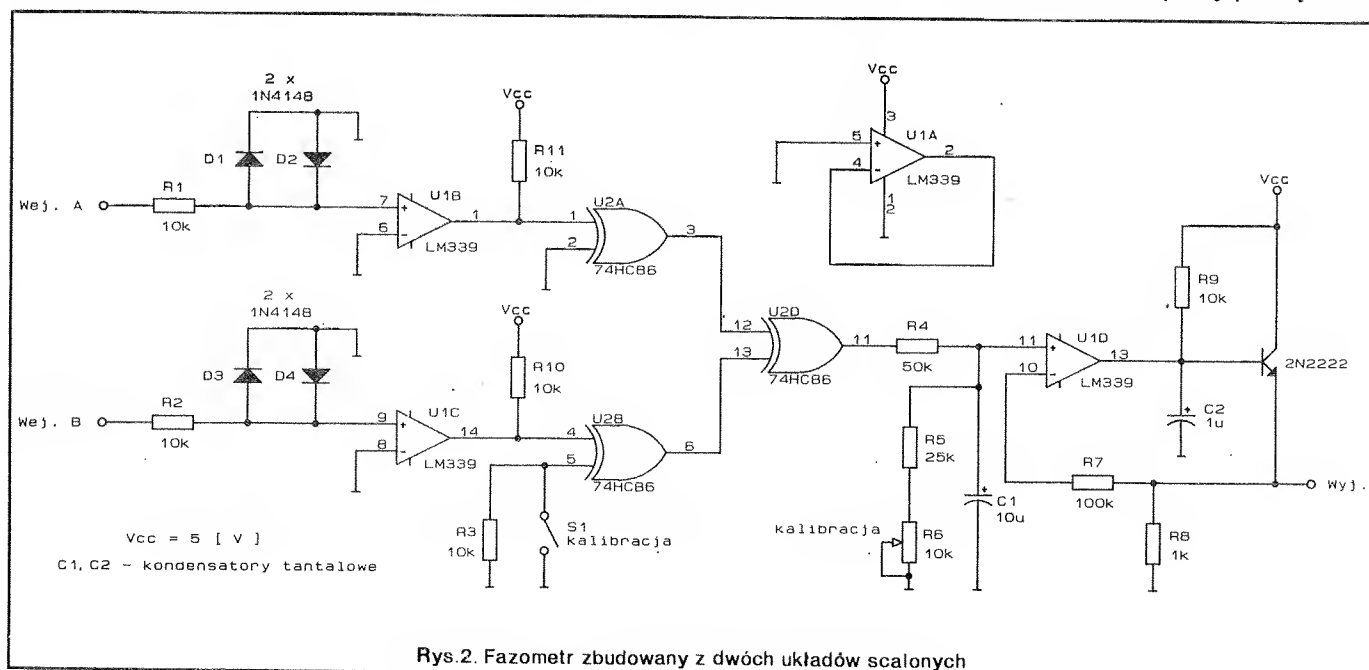 2 x
1N4148
D1
D2
R1
10k
Wej. A
7
6
U1B
LM339
1
Vcc
R11
10k
1
2
U2A
74HC86
3
Vcc
3
5
4
U1A
LM339
2
1
2
2 x
1N4148
D3
D4
R2
10k
Wej. B
9
8
U1C
LM339
14
Vcc
R10
10k
4
5
U2B
74HC86
6
R3
10k
S1
kalibracja
12
13
U2D
74HC86
11
R4
50k
R5
25k
kalibracja
R6
10k
C1
10u
11
10
U1D
LM339
13
Vcc
R9
10k
2N2222
C2
1u
R7
100k
Wyj.
R8
1k
Vcc = 5 [ V ]
C1, C2 - kondensatory tantalowe
Rys.2. Fazometr zbudowany z dwóch układów scalonych